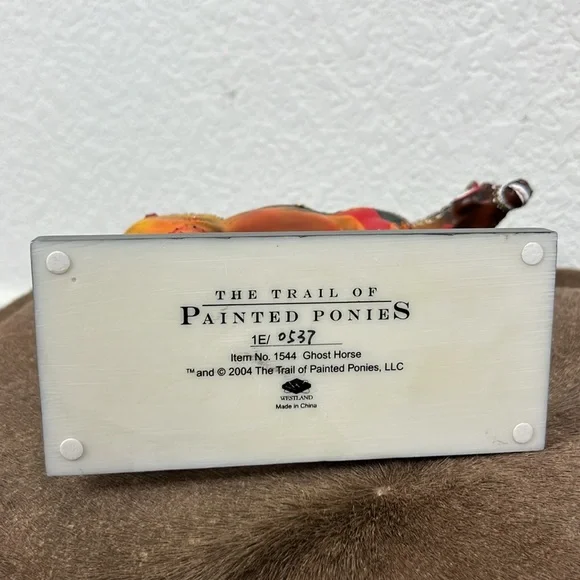 THE TRAIL OF
PAINTED PONIES
1E/ 0537
Item No. 1544 Ghost Horse
™ and © 2004 The Trail of Painted Ponies, LLC
WESTLAND
Made in China